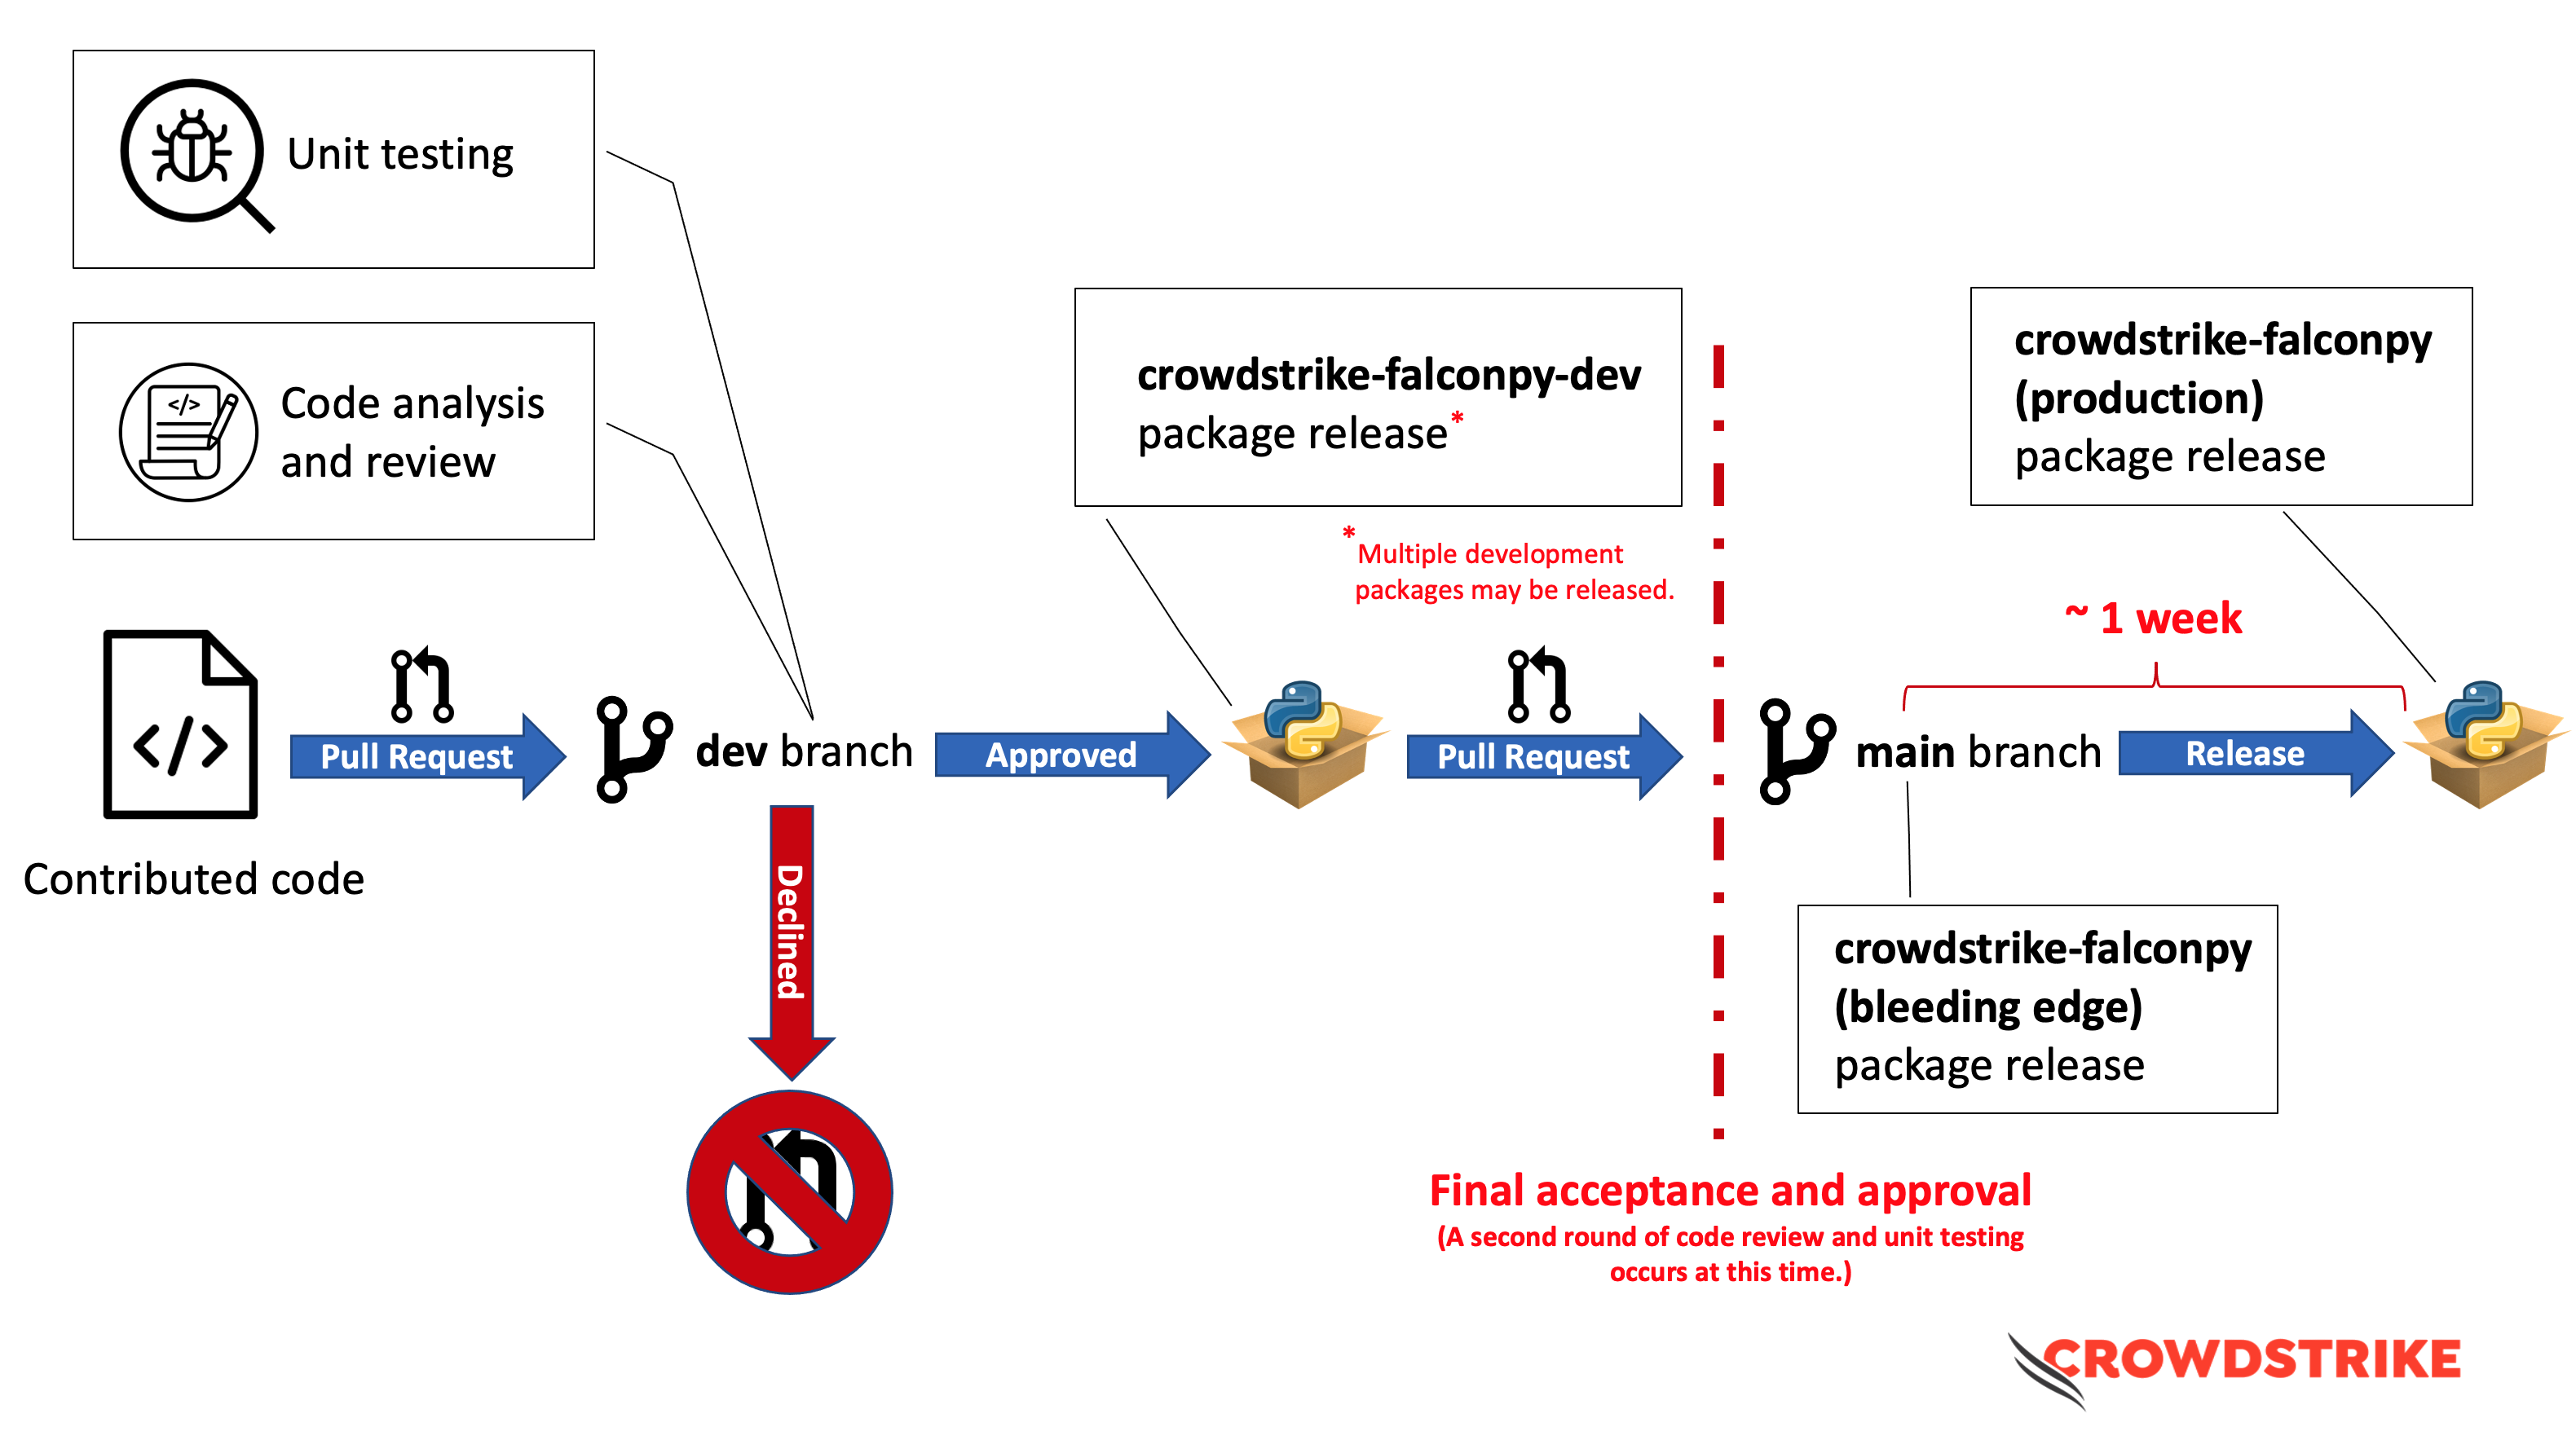 Unit testing
Code analysis
and review
</>
crowdstrike-falconpy-dev
package release*
*Multiple development
packages may be released.
crowdstrike-falconpy
(production)
package release
~ 1 week
</>
Pull Request
dev branch
Approved
Pull Request
main branch
Release
Contributed code
Declined
crowdstrike-falconpy
(bleeding edge)
package release
Final acceptance and approval
(A second round of code review and unit testing
occurs at this time.)
CROWDSTRIKE